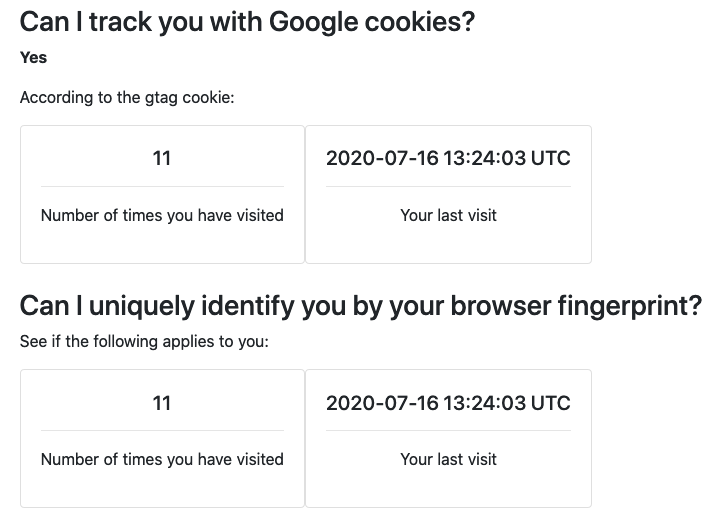 Can I track you with Google cookies?
Yes
According to the gtag cookie:
11
2020-07-16 13:24:03 UTC
Number of times you have visited
Your last visit
Can I uniquely identify you by your browser fingerprint?
See if the following applies to you:
11
2020-07-16 13:24:03 UTC
Number of times you have visited
Your last visit